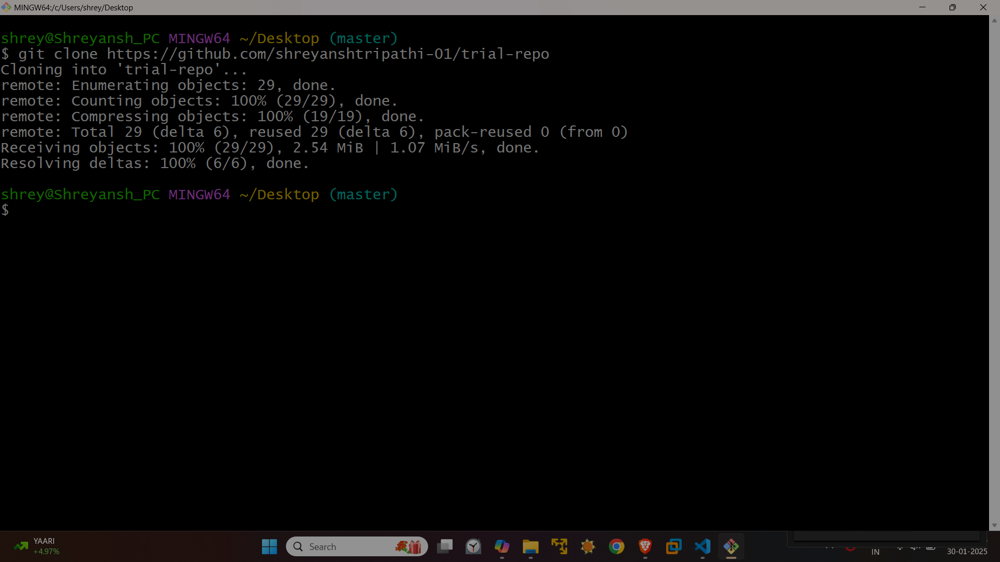 MINGW64:/c/Users/shrey/Desktop
shrey@Shreyansh_PC MINGW64 ~/Desktop (master)
$ git clone https://github.com/shreyanshtripathi-01/trial-repo
Cloning into 'trial-repo'...
remote: Enumerating objects: 29, done.
remote: Counting objects: 100% (29/29), done.
remote: Compressing objects: 100% (19/19), done.
remote: Total 29 (delta 6), reused 29 (delta 6), pack-reused 0 (from 0)
Receiving objects: 100% (29/29), 2.54 MiB | 1.07 MiB/s, done.
Resolving deltas: 100% (6/6), done.
shrey@Shreyansh_PC MINGW64 ~/Desktop (master)
$
YAARI
+4.97%
Search
IN
30-01-2025